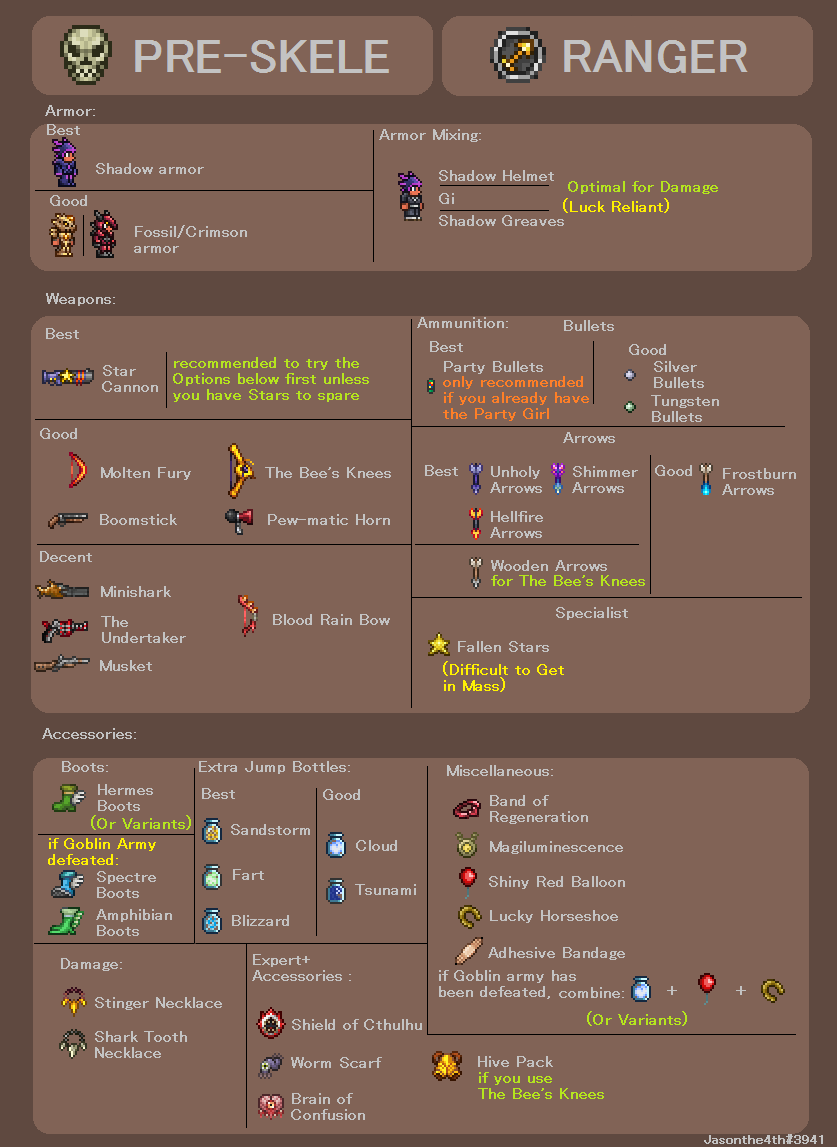 PRE-SKELE
RANGER
Armor:
Best
Shadow armor
Good
Fossil/Crimson
armor
Armor Mixing:
Shadow Helmet
Gi
Shadow Greaves
Optimal for Damage
(Luck Reliant)
Weapons:
Best
Star
Cannon
recommended to try the
Options below first unless
you have Stars to spare
Good
Molten Fury
The Bee's Knees
Boomstick
Pew-matic Horn
Decent
Minishark
The
Undertaker
Musket
Blood Rain Bow
Ammunition:
Bullets
Best
Party Bullets
only recommended
if you already have
the Party Girl
Good
Silver
Bullets
Tungsten
Bullets
Arrows
Best
Unholy
Arrows
Shimmer
Arrows
Hellfire
Arrows
Wooden Arrows
for The Bee's Knees
Good
Frostburn
Arrows
Specialist
Fallen Stars
(Difficult to Get
in Mass)
Accessories:
Boots:
Hermes
Boots
(Or Variants)
if Goblin Army
defeated:
Spectre
Boots
Amphibian
Boots
Extra Jump Bottles:
Best
Sandstorm
Fart
Blizzard
Good
Cloud
Tsunami
Miscellaneous:
Band of
Regeneration
Magiluminescence
Shiny Red Balloon
Lucky Horseshoe
Adhesive Bandage
if Goblin army has
been defeated, combine: + +
(Or Variants)
Damage:
Stinger Necklace
Shark Tooth
Necklace
Expert+
Accessories :
Shield of Cthulhu
Worm Scarf
Brain of
Confusion
Hive Pack
if you use
The Bee's Knees
Jasonthe4th#3941